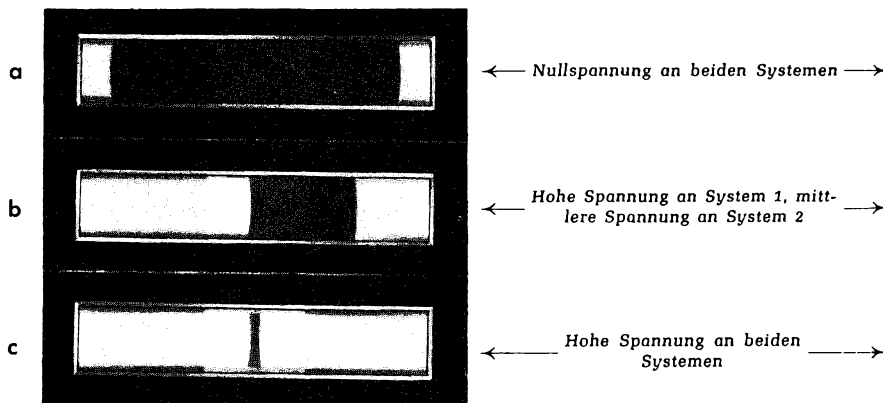 a
Nullspannung an beiden Systemen
b
Hohe Spannung an System 1, mitt-
lere Spannung an System 2
c
Hohe Spannung an beiden
Systemen